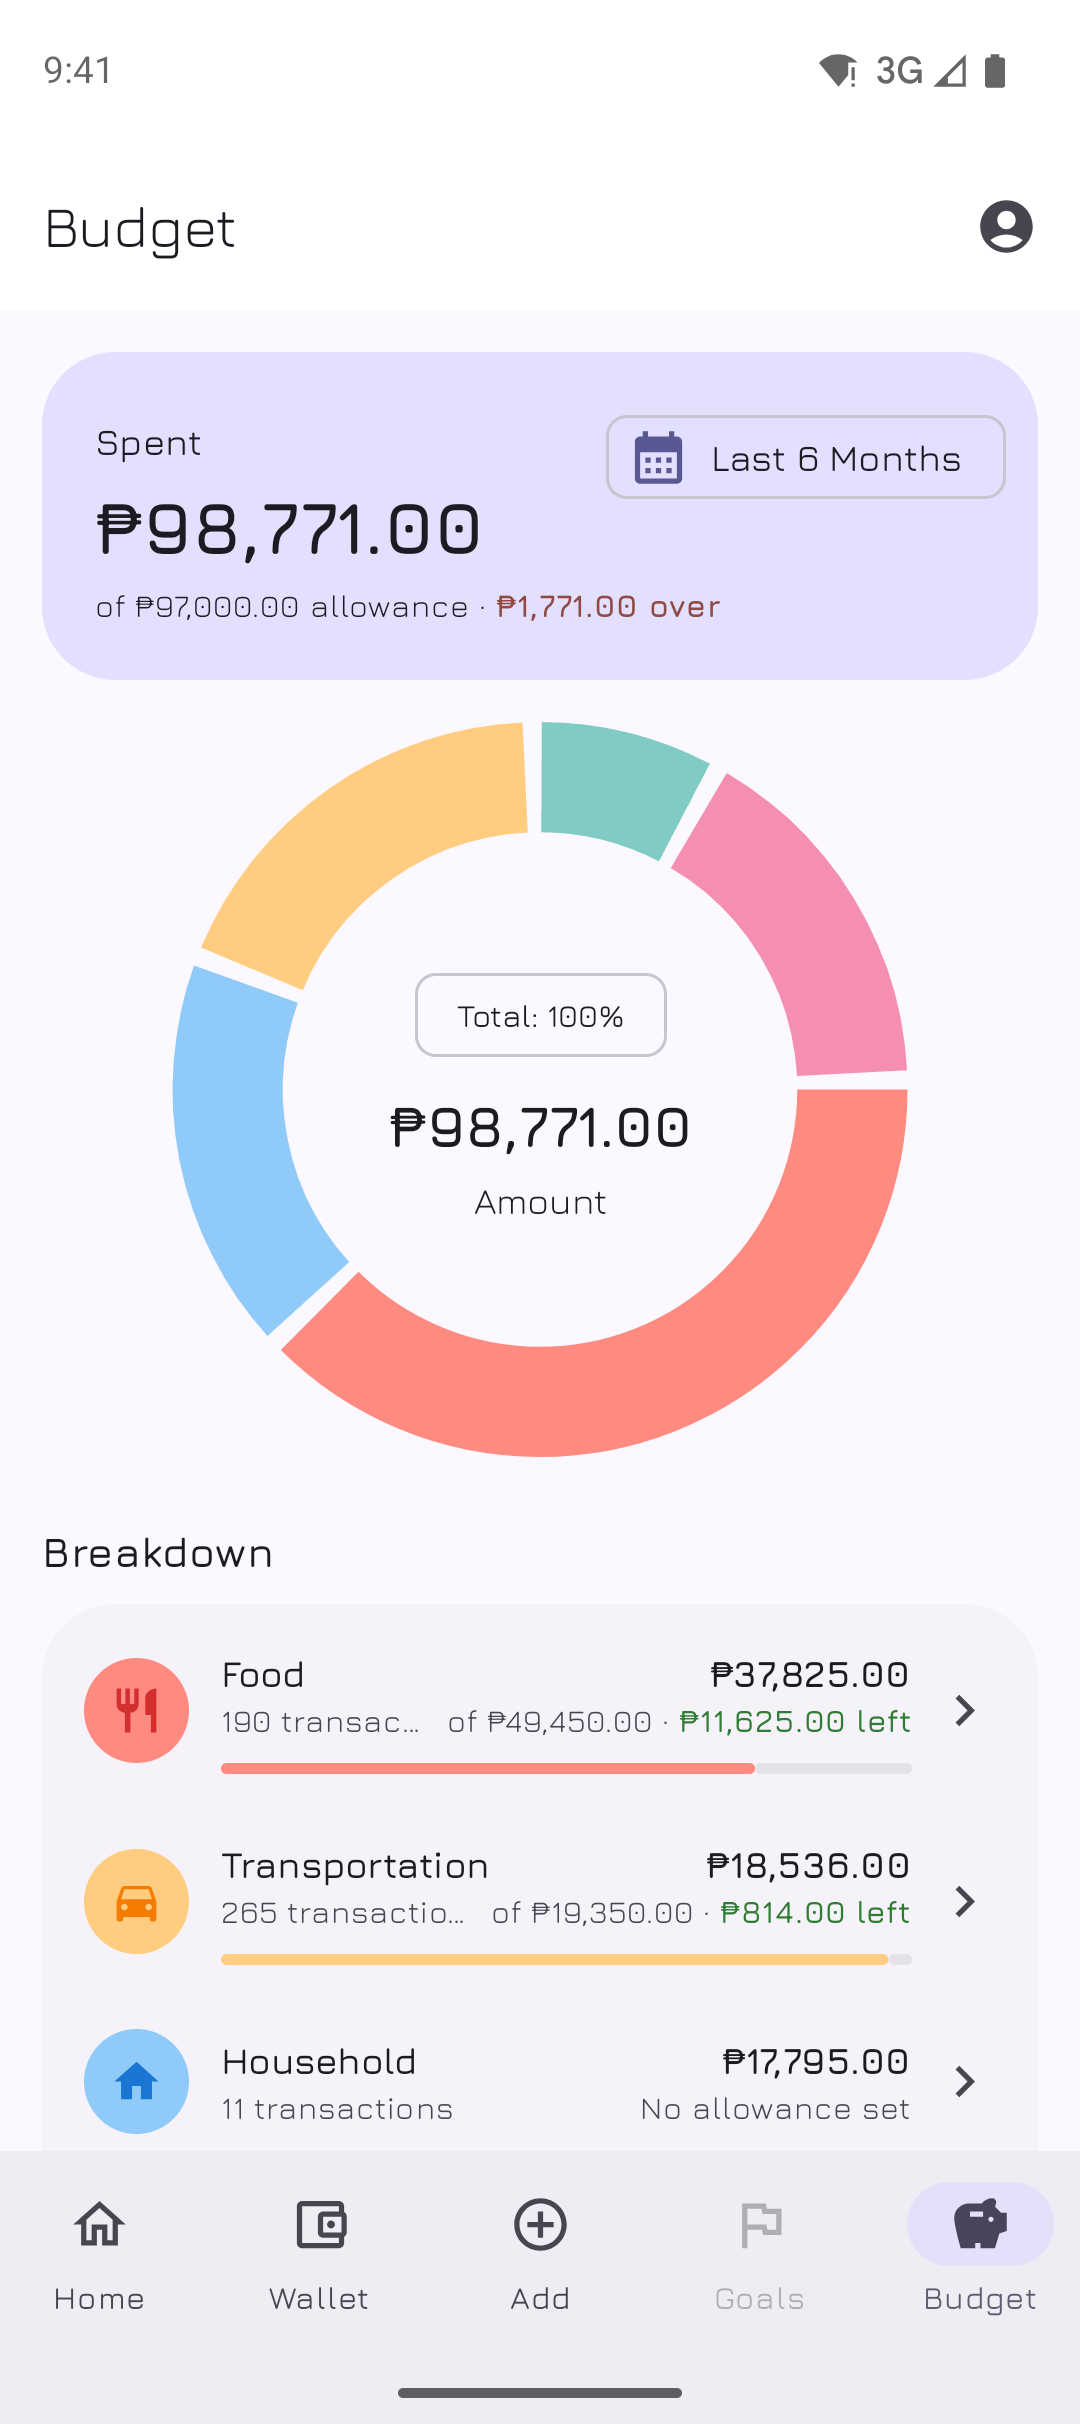 9:41
3G
Budget
Spent
Last 6 Months
₱98,771.00
of ₱97,000.00 allowance · ₱1,771.00 over
Total: 100%
₱98,771.00
Amount
Breakdown
Food ₱37,825.00
190 transac... of ₱49,450.00 · ₱11,625.00 left
Transportation ₱18,536.00
265 transactio... of ₱19,350.00 · ₱814.00 left
Household ₱17,795.00
11 transactions No allowance set
Home Wallet Add Goals Budget